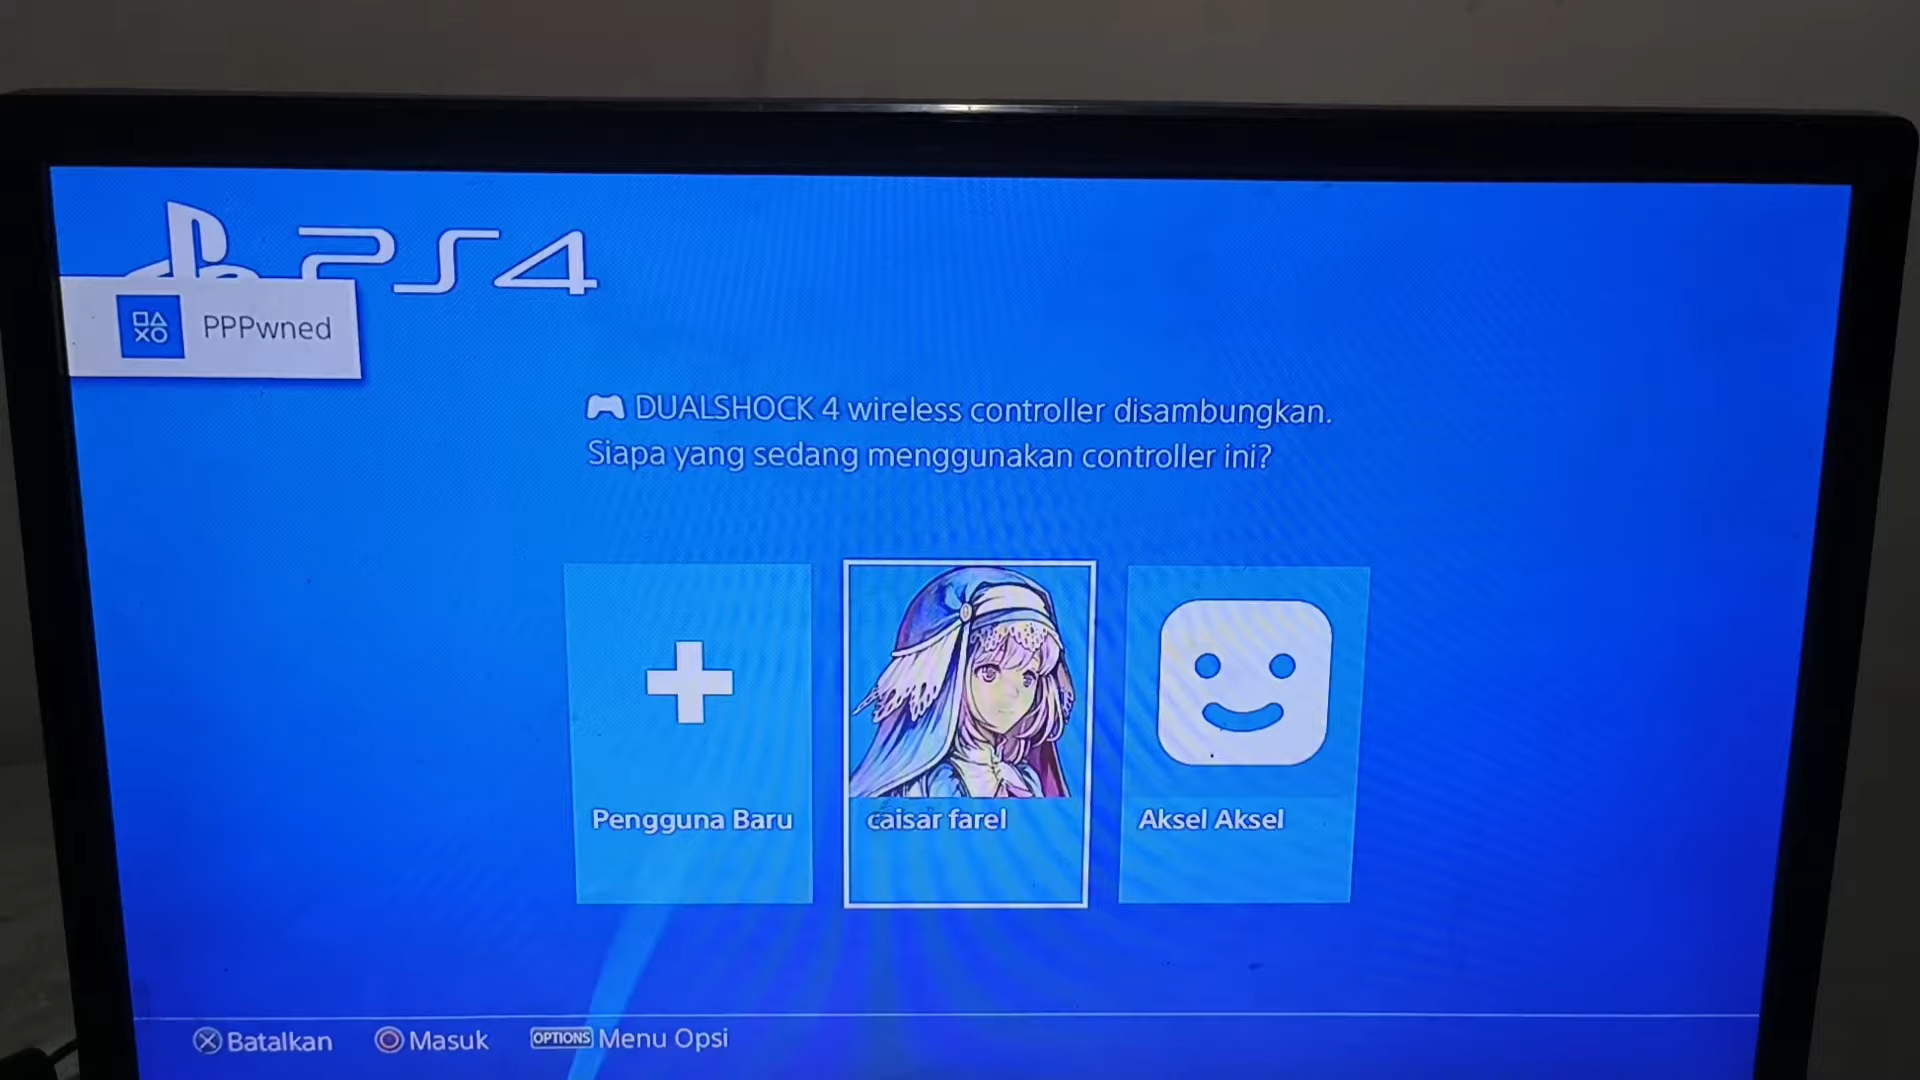 PS4
PPPwned
DUALSHOCK 4 wireless controller disambungkan.
Siapa yang sedang menggunakan controller ini?
Pengguna Baru
caisar farel
Aksel Aksel
Batalkan
Masuk
OPTIONS Menu Opsi